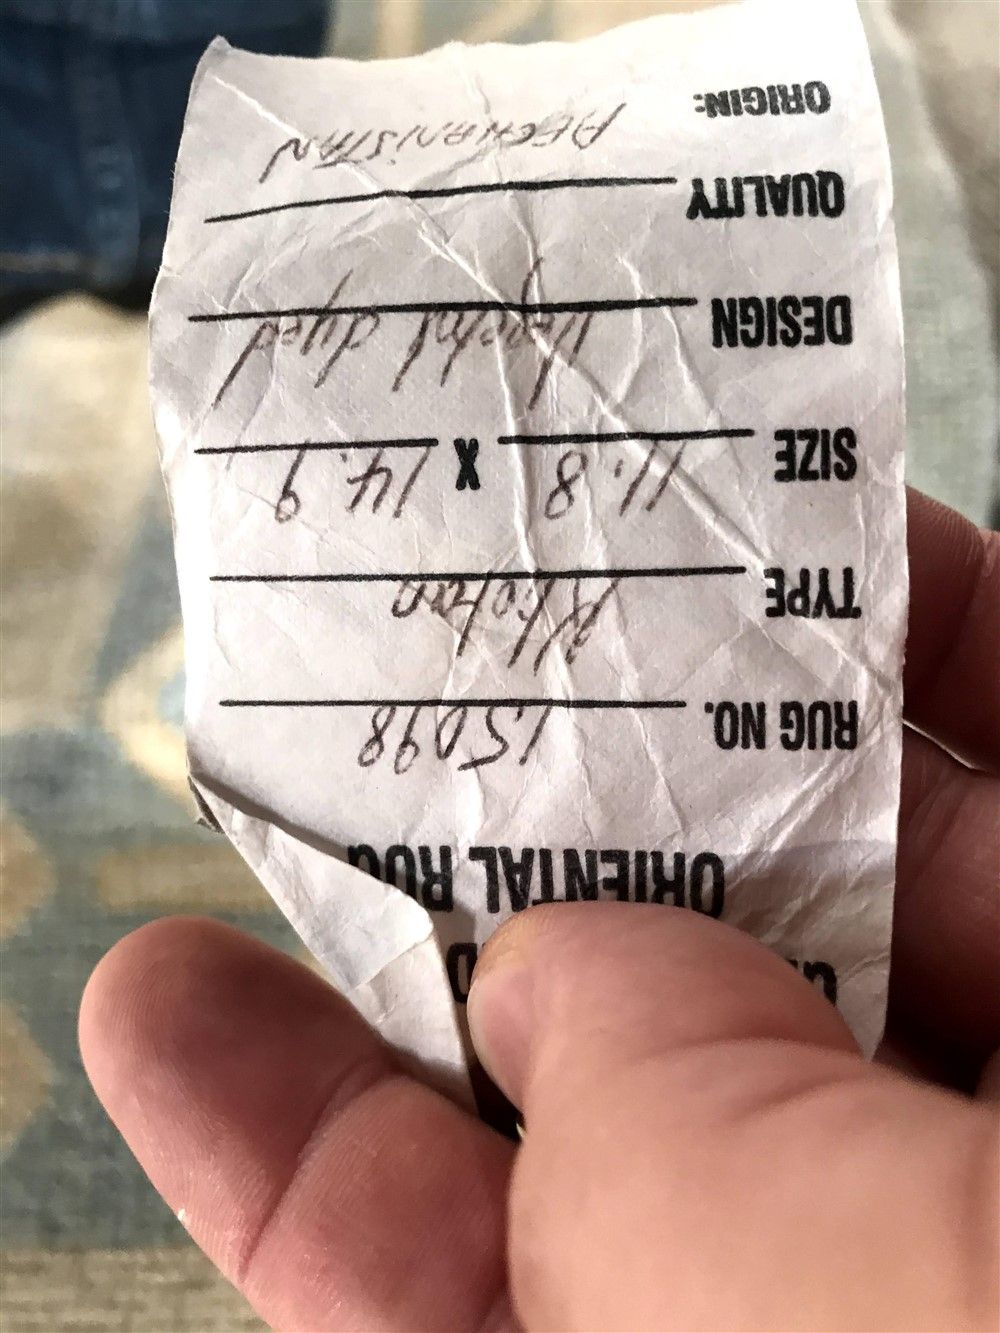 ORIENTAL RUG
RUG NO. 15098
TYPE Khotan
SIZE 11.8 X 14.9
DESIGN Vegetal dyed
QUALITY
ORIGIN: AFGHANISTAN